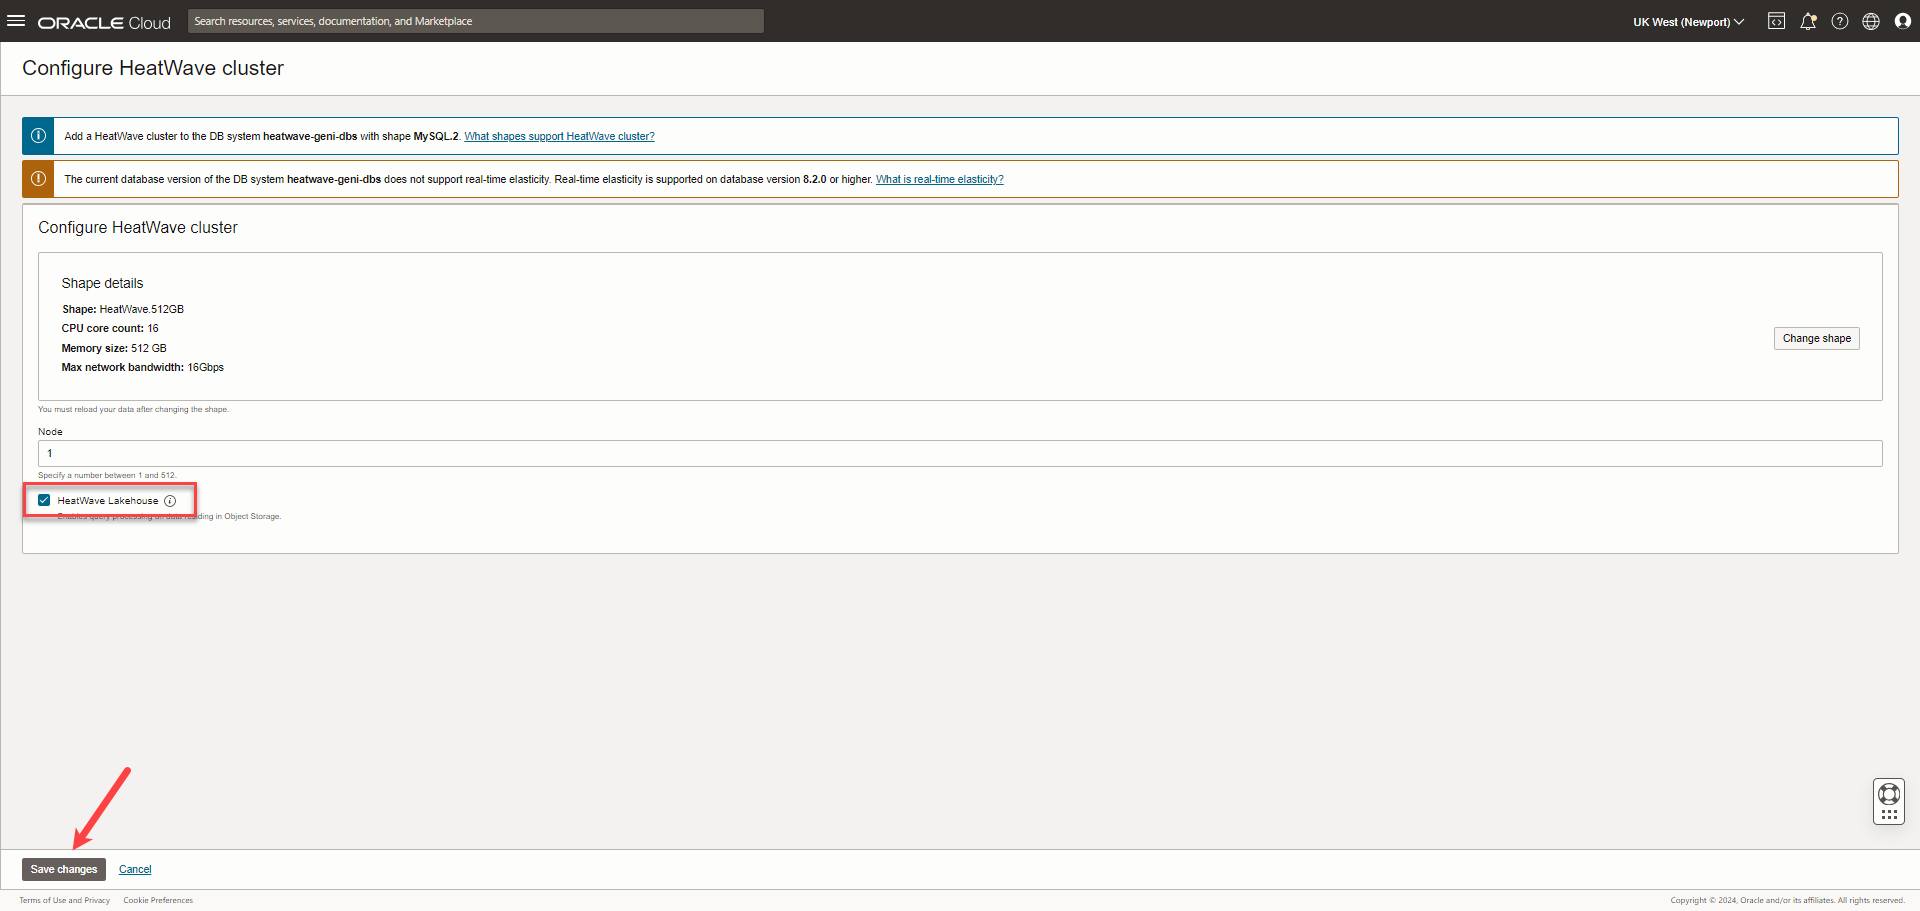 ORACLE Cloud
Search resources, services, documentation, and Marketplace
UK West (Newport)
Configure HeatWave cluster
Add a HeatWave cluster to the DB system heatwave-geni-dbs with shape MySQL.2. What shapes support HeatWave cluster?
The current database version of the DB system heatwave-geni-dbs does not support real-time elasticity. Real-time elasticity is supported on database version 8.2.0 or higher. What is real-time elasticity?
Configure HeatWave cluster
Shape details
Shape: HeatWave.512GB
CPU core count: 16
Memory size: 512 GB
Max network bandwidth: 16Gbps
Change shape
You must reload your data after changing the shape.
Node
1
Specify a number between 1 and 512.
HeatWave Lakehouse
Enables query processing on data residing in Object Storage.
Save changes Cancel
Terms of Use and Privacy Cookie Preferences
Copyright © 2024, Oracle and/or its affiliates. All rights reserved.